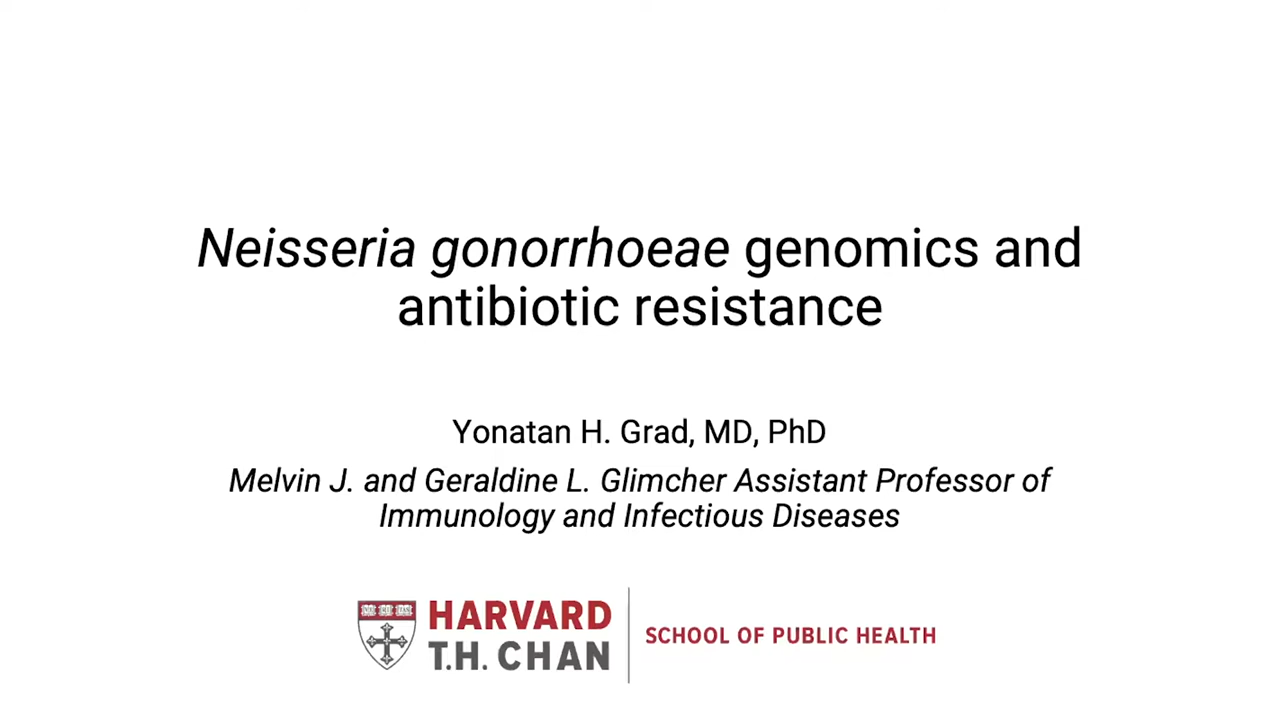 Neisseria gonorrhoeae genomics and
antibiotic resistance
Yonatan H. Grad, MD, PhD
Melvin J. and Geraldine L. Glimcher Assistant Professor of
Immunology and Infectious Diseases
HARVARD
T.H. CHAN
SCHOOL OF PUBLIC HEALTH